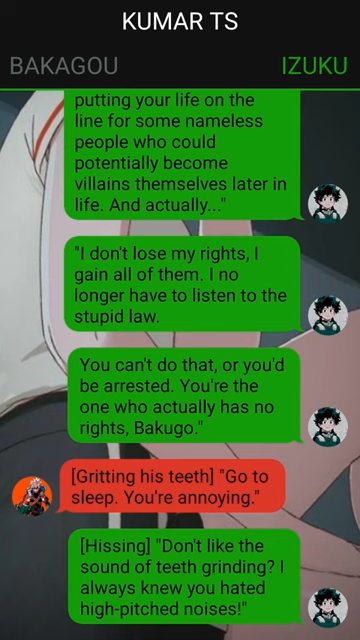 KUMAR TS
BAKAGOU
IZUKU
putting your life on the
line for some nameless
people who could
potentially become
villains themselves later in
life. And actually..."
"I don't lose my rights, I
gain all of them. I no
longer have to listen to the
stupid law.
You can't do that, or you'd
be arrested. You're the
one who actually has no
rights, Bakugo."
[Gritting his teeth] "Go to
sleep. You're annoying."
[Hissing] "Don't like the
sound of teeth grinding? I
always knew you hated
high-pitched noises!"